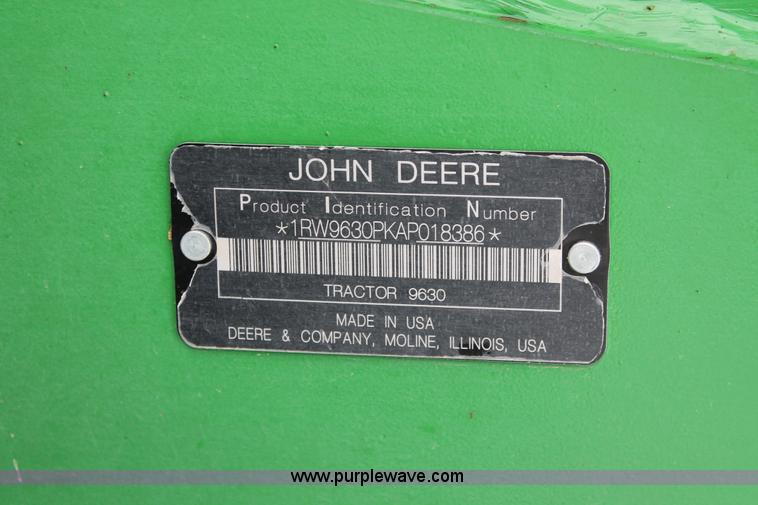 JOHN DEERE
Product Identification Number
*1RW9630PKAP018386*
TRACTOR 9630
MADE IN USA
DEERE & COMPANY, MOLINE, ILLINOIS, USA
www.purplewave.com